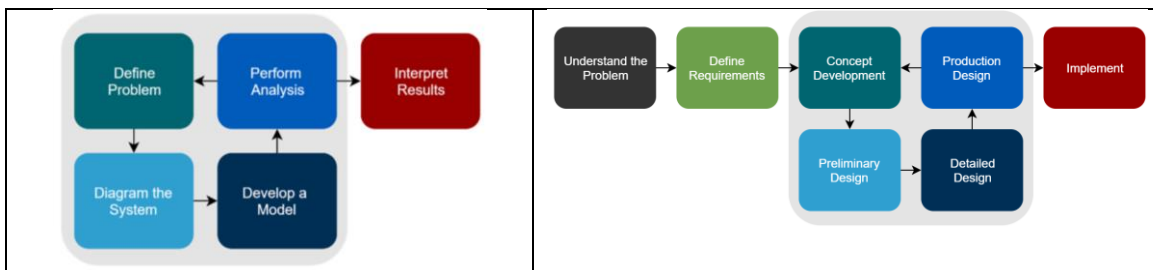 Define
Problem
Perform
Analysis
Interpret
Results
Diagram the
System
Develop a
Model
Understand the
Problem
Define
Requirements
Concept
Development
Production
Design
Implement
Preliminary
Design
Detailed
Design